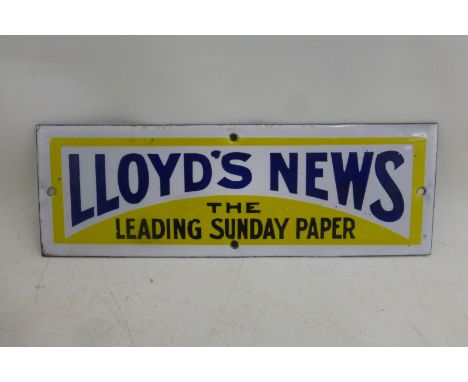 LLOYD'S NEWS
THE
LEADING SUNDAY PAPER